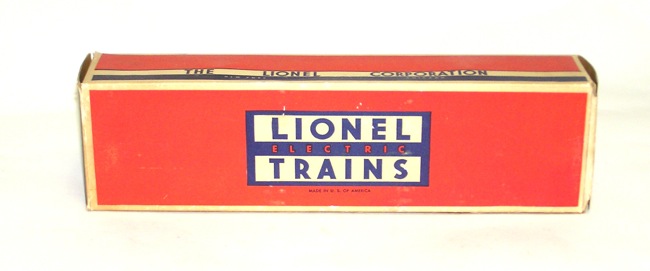 THE LIONEL CORPORATION
LIONEL
ELECTRIC
TRAINS
MADE IN U. S. OF AMERICA